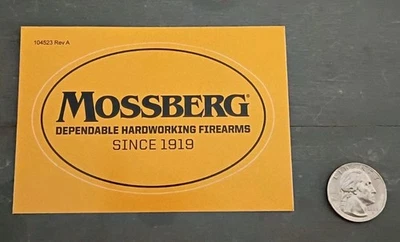 104523 Rev A
MOSSBERG®
DEPENDABLE HARDWORKING FIREARMS
SINCE 1919